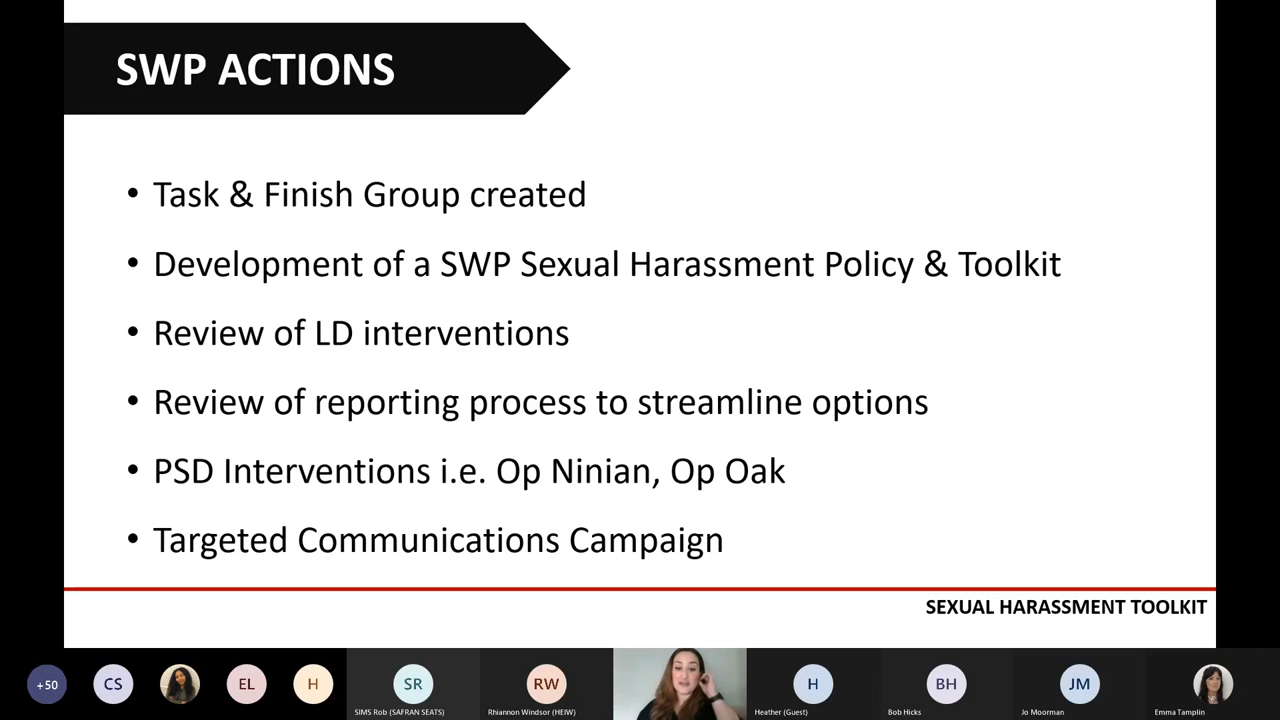 SWP ACTIONS
• Task & Finish Group created
• Development of a SWP Sexual Harassment Policy & Toolkit
• Review of LD interventions
• Review of reporting process to streamline options
• PSD Interventions i.e. Op Ninian, Op Oak
• Targeted Communications Campaign
SEXUAL HARASSMENT TOOLKIT
+50
CS
EL
H
SR
RW
H
BH
JM
SIMS Rob (SAFRAN SEATS)
Rhiannon Windsor (HEIW)
Heather (Guest)
Bob Hicks
Jo Moorman
Emma Tamplin